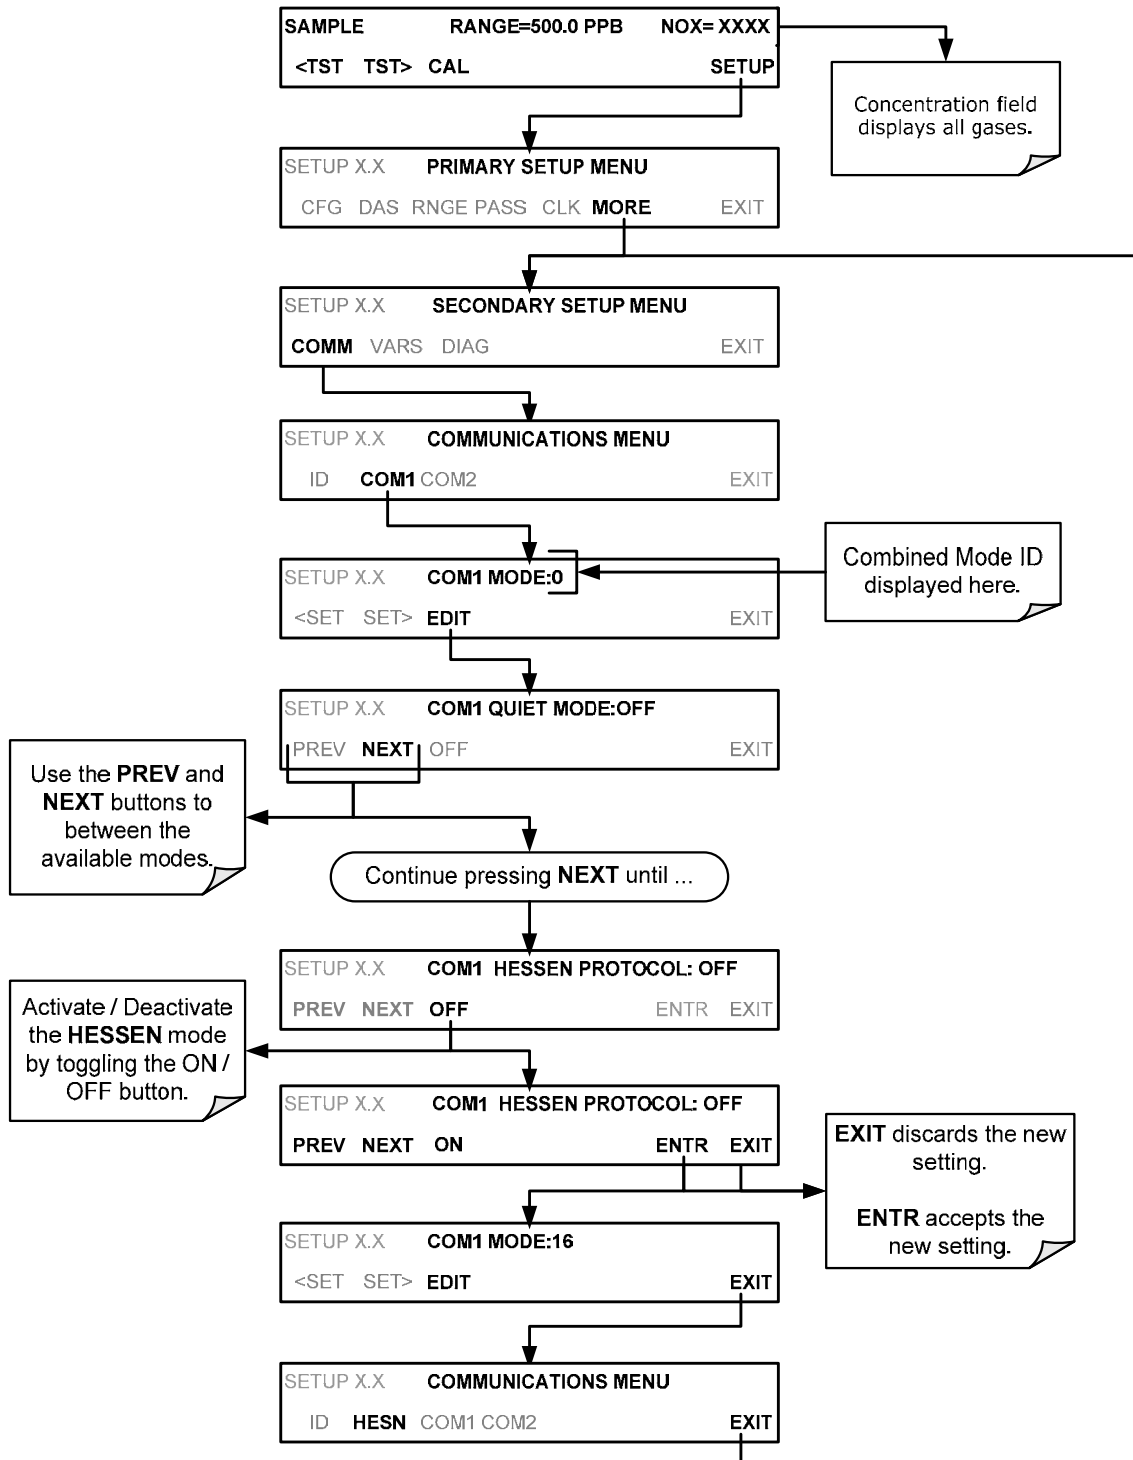 SAMPLE RANGE=500.0 PPB NOX= XXXX
<TST TST> CAL SETUP
Concentration field
displays all gases.
SETUP X.X PRIMARY SETUP MENU
CFG DAS RNGE PASS CLK MORE EXIT
SETUP X.X SECONDARY SETUP MENU
COMM VARS DIAG EXIT
SETUP X.X COMMUNICATIONS MENU
ID COM1 COM2 EXIT
SETUP X.X COM1 MODE:0
<SET SET> EDIT EXIT
Combined Mode ID
displayed here.
SETUP X.X COM1 QUIET MODE:OFF
PREV NEXT OFF EXIT
Use the PREV and
NEXT buttons to
between the
available modes.
Continue pressing NEXT until ...
SETUP X.X COM1 HESSEN PROTOCOL: OFF
PREV NEXT OFF ENTR EXIT
Activate / Deactivate
the HESSEN mode
by toggling the ON /
OFF button.
SETUP X.X COM1 HESSEN PROTOCOL: OFF
PREV NEXT ON ENTR EXIT
EXIT discards the new
setting.
ENTR accepts the
new setting.
SETUP X.X COM1 MODE:16
<SET SET> EDIT EXIT
SETUP X.X COMMUNICATIONS MENU
ID HESN COM1 COM2 EXIT